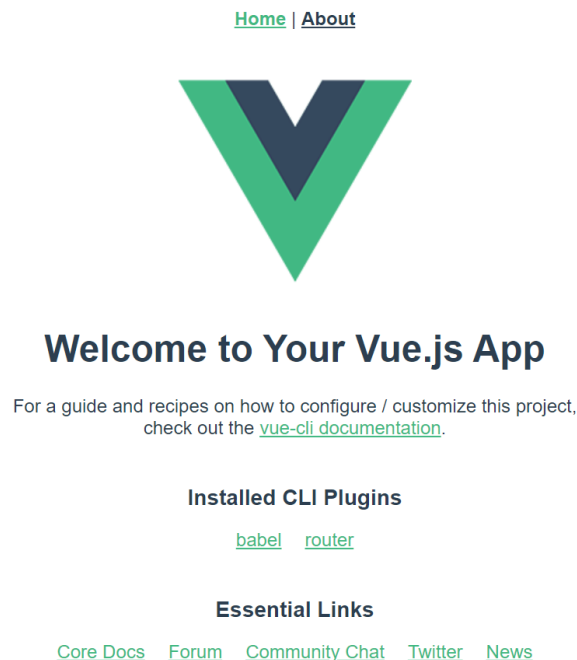 Home | About
Welcome to Your Vue.js App
For a guide and recipes on how to configure / customize this project,
check out the vue-cli documentation.
Installed CLI Plugins
babel router
Essential Links
Core Docs Forum Community Chat Twitter News